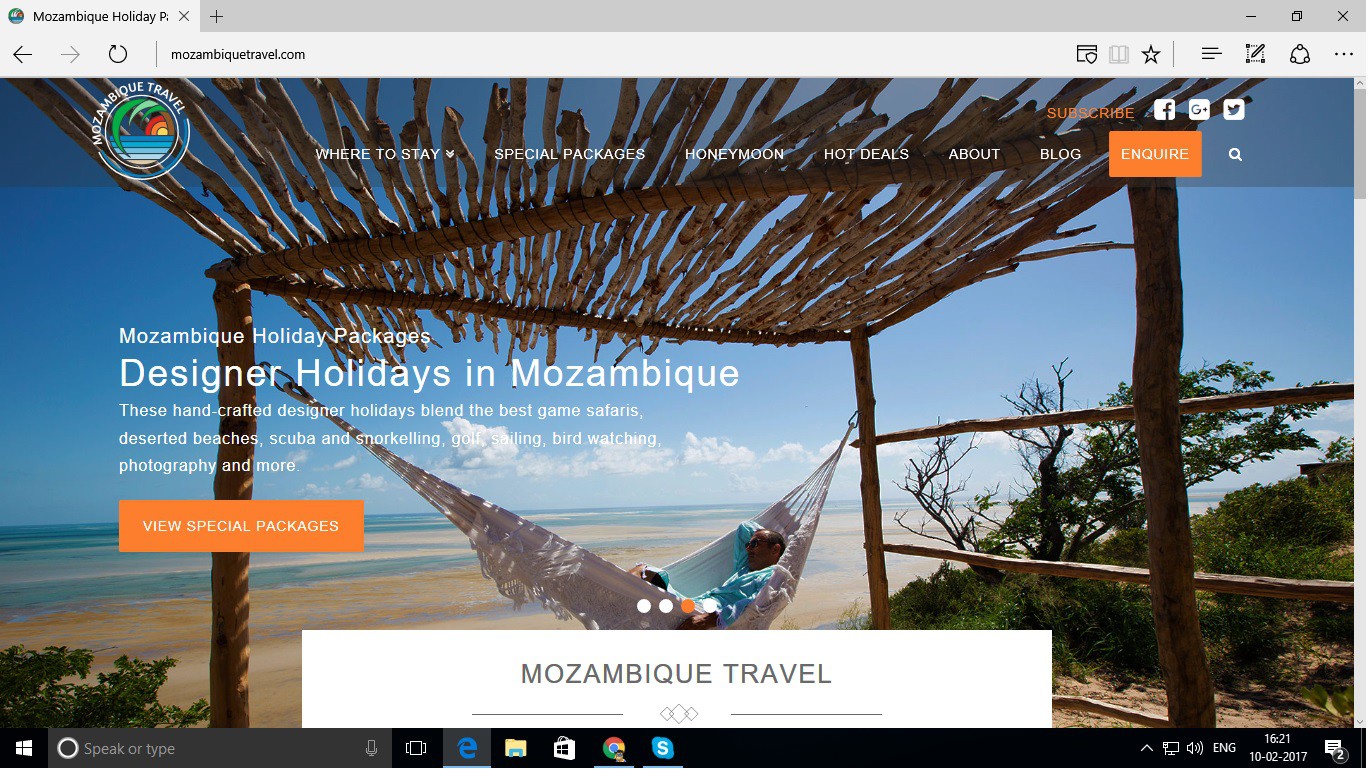 Mozambique Holiday Pa
mozambiquetravel.com
MOZAMBIQUE TRAVEL
SUBSCRIBE
WHERE TO STAY
SPECIAL PACKAGES
HONEYMOON
HOT DEALS
ABOUT
BLOG
ENQUIRE
Mozambique Holiday Packages
Designer Holidays in Mozambique
These hand-crafted designer holidays blend the best game safaris,
deserted beaches, scuba and snorkelling, golf, sailing, bird watching,
photography and more.
VIEW SPECIAL PACKAGES
MOZAMBIQUE TRAVEL
Speak or type
ENG
16:21
10-02-2017
2